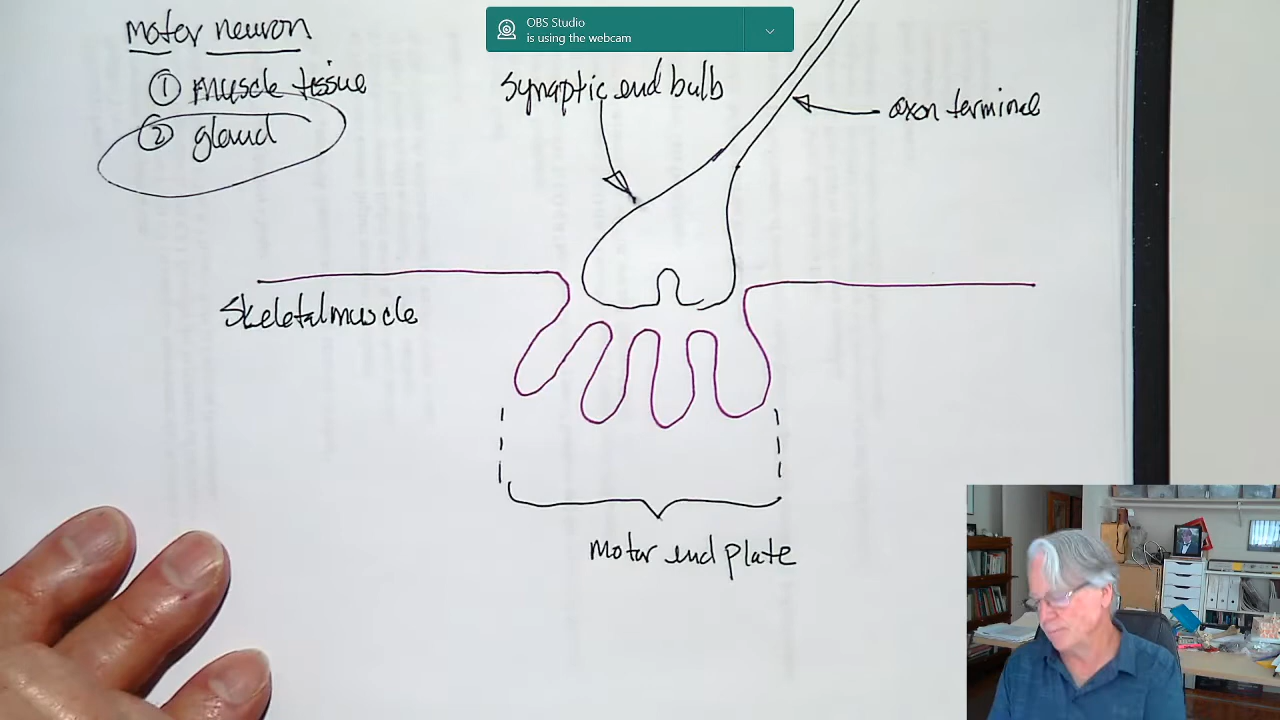 motor neuron
① muscle tissue
② gland
OBS Studio
is using the webcam
synaptic end bulb
axon terminal
Skeletal muscle
motor end plate